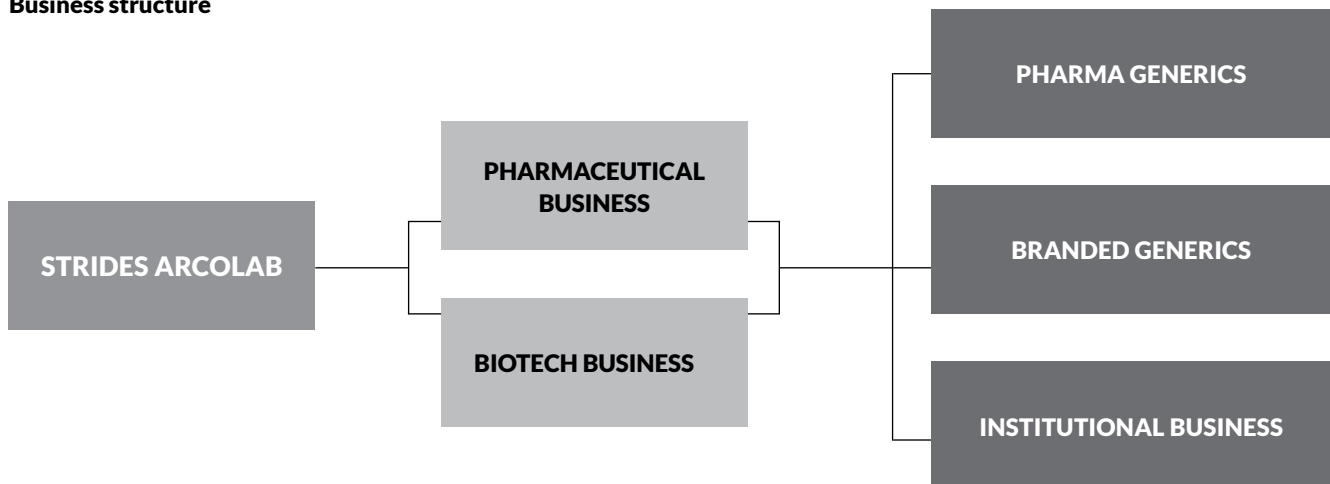 Business structure
STRIDES ARCOLAB
PHARMACEUTICAL
BUSINESS
BIOTECH BUSINESS
PHARMA GENERICS
BRANDED GENERICS
INSTITUTIONAL BUSINESS